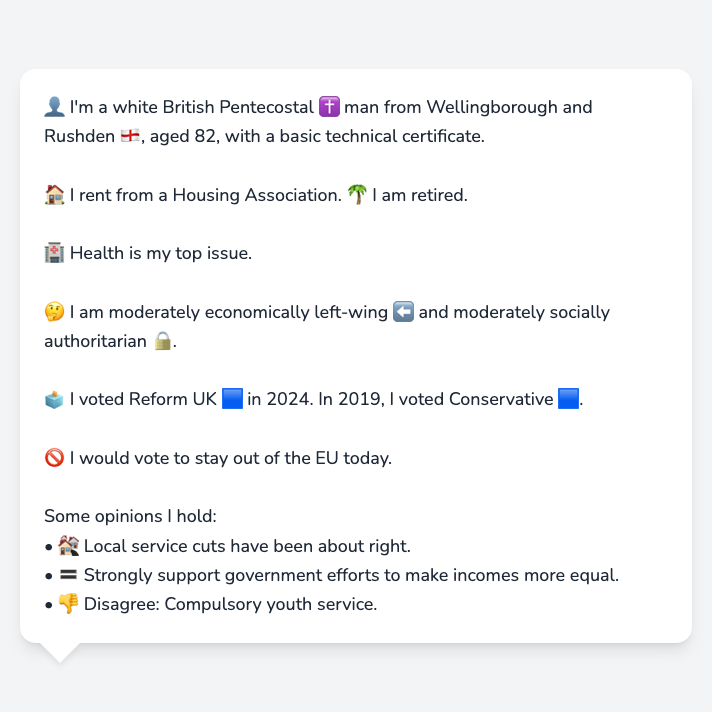 👤 I'm a white British Pentecostal ✝️ man from Wellingborough and
Rushden 🏴󠁧󠁢󠁥󠁮󠁧󠁿, aged 82, with a basic technical certificate.
🏠 I rent from a Housing Association. 🌴 I am retired.
🏥 Health is my top issue.
🤔 I am moderately economically left-wing ⬅️ and moderately socially
authoritarian 🔒.
🗳️ I voted Reform UK 🟦 in 2024. In 2019, I voted Conservative 🟦.
🚫 I would vote to stay out of the EU today.
Some opinions I hold:
• 🏚️ Local service cuts have been about right.
• 🟰 Strongly support government efforts to make incomes more equal.
• 👎 Disagree: Compulsory youth service.